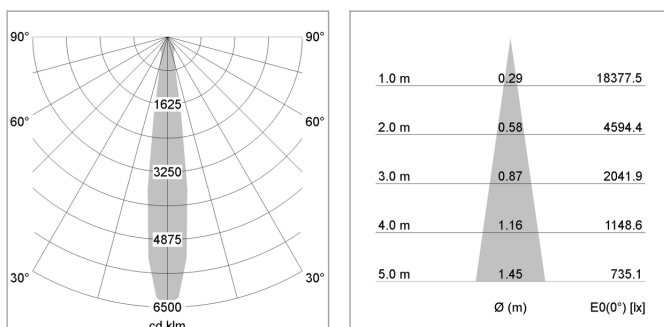 90° 90°
1625
60° 60°
3250
4875
30° 30°
6500
cd klm
1.0 m 0.29 18377.5
2.0 m 0.58 4594.4
3.0 m 0.87 2041.9
4.0 m 1.16 1148.6
5.0 m 1.45 735.1
Ø (m) E0(0°) [lx]